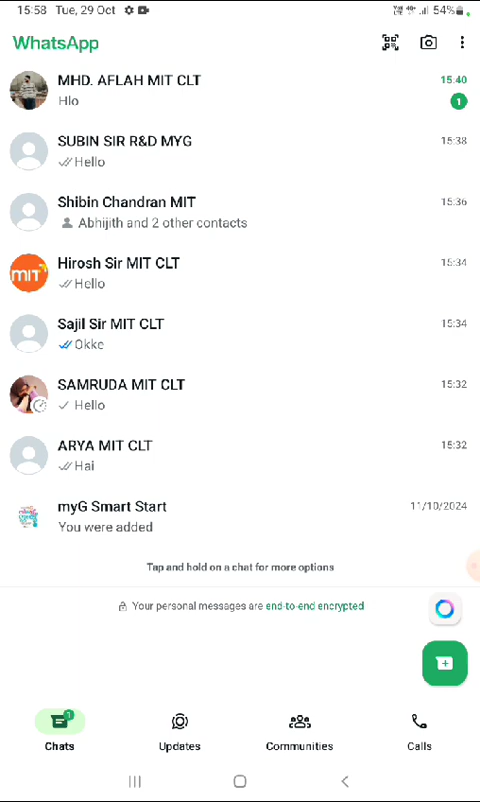 15:58 Tue, 29 Oct 54%
WhatsApp
MHD. AFLAH MIT CLT 15:40
Hlo 1
SUBIN SIR R&D MYG 15:38
Hello
Shibin Chandran MIT 15:36
Abhijith and 2 other contacts
Hirosh Sir MIT CLT 15:34
Hello
MIT
Sajil Sir MIT CLT 15:34
Okke
SAMRUDA MIT CLT 15:32
Hello
ARYA MIT CLT 15:32
Hai
myG Smart Start 11/10/2024
You were added
Tap and hold on a chat for more options
Your personal messages are end-to-end encrypted
1
Chats Updates Communities Calls